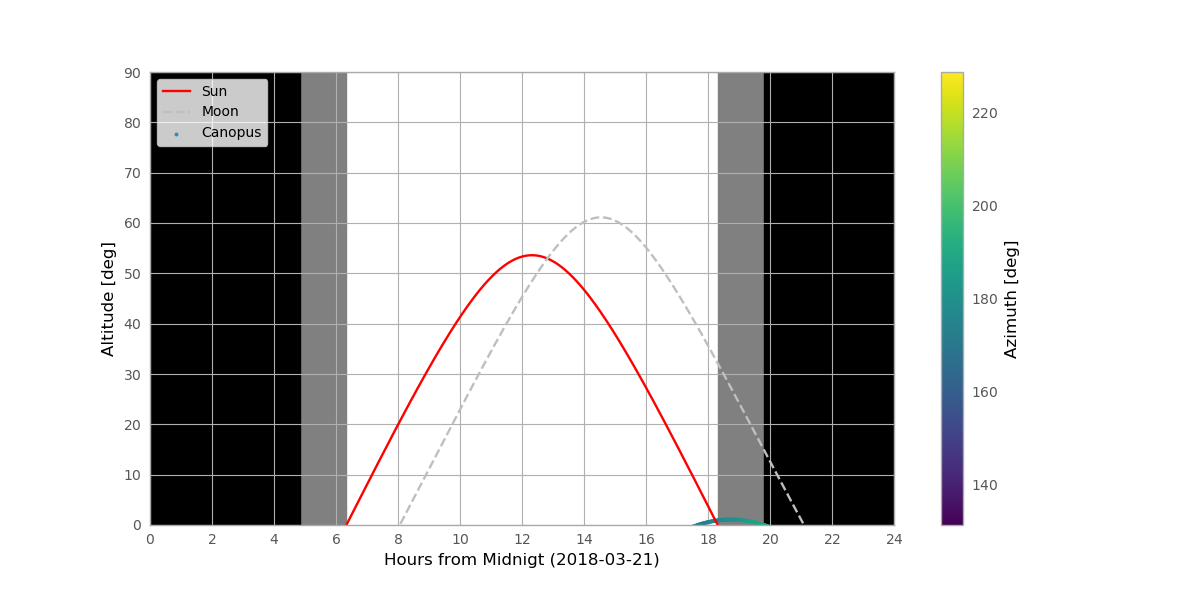 90
80
70
60
50
40
30
20
10
0
Altitude [deg]
Sun
Moon
Canopus
0 2 4 6 8 10 12 14 16 18 20 22 24
Hours from Midnigt (2018-03-21)
220
200
180
160
140
Azimuth [deg]